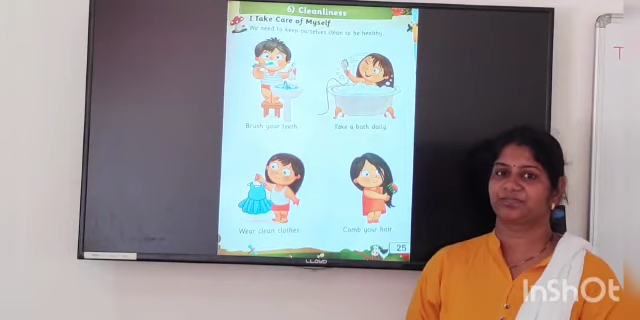 6) Cleanliness
I Take Care of Myself
We need to keep ourselves clean to be healthy.
Brush your teeth.
Take a bath daily.
Wear clean clothes.
Comb your hair.
25
LLOYD
T
InShOt